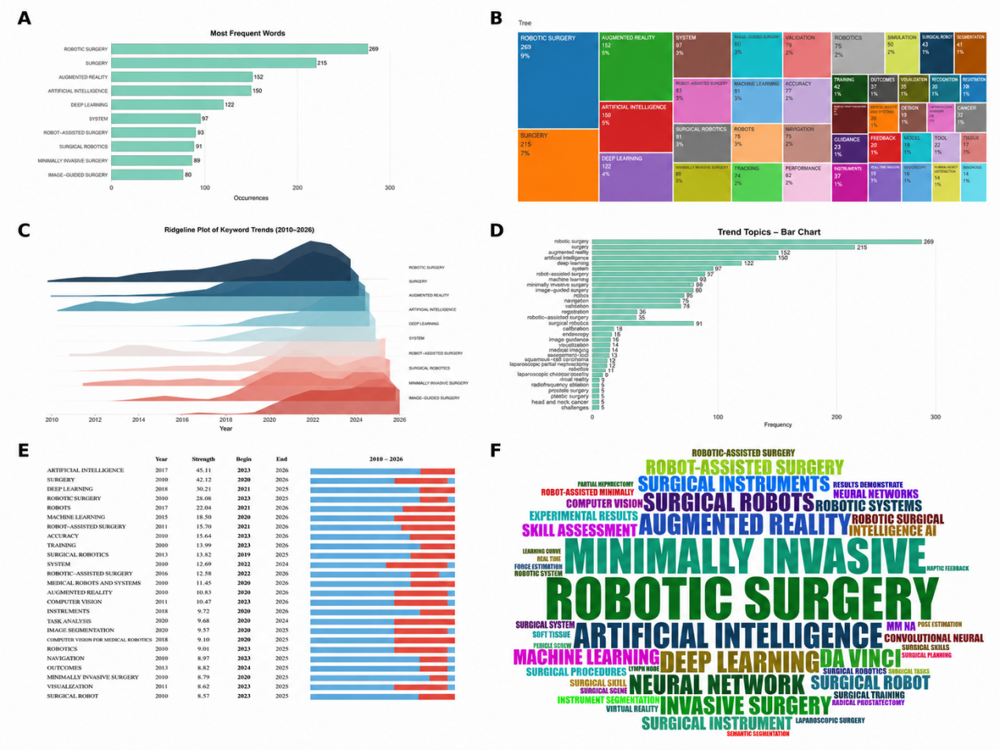 A
Most Frequent Words
ROBOTIC SURGERY 269
SURGERY 215
AUGMENTED REALITY 152
ARTIFICIAL INTELLIGENCE 150
DEEP LEARNING 122
SYSTEM 97
ROBOT–ASSISTED SURGERY 93
SURGICAL ROBOTICS 91
MINIMALLY INVASIVE SURGERY 89
IMAGE–GUIDED SURGERY 80
0 100 200 300
Occurrences
B
Tree
ROBOTIC SURGERY
269
9%
SURGERY
215
7%
AUGMENTED REALITY
152
5%
ARTIFICIAL INTELLIGENCE
150
5%
DEEP LEARNING
122
4%
SYSTEM
97
3%
ROBOT-ASSISTED SURGERY
93
3%
SURGICAL ROBOTICS
91
3%
MINIMALLY INVASIVE SURGERY
89
3%
IMAGE-GUIDED SURGERY
80
3%
MACHINE LEARNING
91
3%
ROBOTS
75
3%
TRACKING
74
2%
VALIDATION
79
2%
ACCURACY
77
2%
NAVIGATION
75
2%
PERFORMANCE
62
2%
ROBOTICS
75
2%
SIMULATION
50
2%
SURGICAL ROBOT
43
1%
SEGMENTATION
41
1%
TRAINING
42
1%
OUTCOMES
37
1%
VISUALIZATION
35
1%
RECOGNITION
30
1%
REGISTRATION
1%
DESIGN
10
1%
CANCER
32
1%
GUIDANCE
23
1%
FEEDBACK
20
1%
MODEL
19
1%
TOOL
22
1%
TISSUE
17
1%
INSTRUMENTS
37
1%
ENDOSCOPY
16
1%
DIAGNOSIS
14
1%
C
Ridgeline Plot of Keyword Trends (2010–2026)
ROBOTIC SURGERY
SURGERY
AUGMENTED REALITY
ARTIFICIAL INTELLIGENCE
DEEP LEARNING
SYSTEM
ROBOT–ASSISTED SURGERY
SURGICAL ROBOTICS
MINIMALLY INVASIVE SURGERY
IMAGE–GUIDED SURGERY
2010 2012 2014 2016 2018 2020 2022 2024 2026
Year
D
Trend Topics – Bar Chart
robotic surgery 269
surgery 215
augmented reality 152
artificial intelligence 150
deep learning 122
system 97
robot-assisted surgery 97
machine learning 93
minimally invasive surgery 86
image-guided surgery 80
navigation 75
registration 36
robotic–assisted surgery 35
surgical robotics 91
calibration 18
endoscopy 16
image guidance 16
visualization 14
medical imaging 14
squamous–cell carcinoma 12
laparoscopic partial nephrectomy 12
robotics 11
radiofrequency ablation 5
prostate surgery 5
plastic surgery 5
head and neck cancer 5
challenges 5
0 100 200 300
Frequency
E
Year Strength Begin End 2010 – 2026
ARTIFICIAL INTELLIGENCE 2017 45.11 2023 2026
SURGERY 2010 42.12 2020 2026
DEEP LEARNING 2018 30.21 2021 2025
ROBOTIC SURGERY 2010 28.08 2023 2025
ROBOTS 2017 22.04 2021 2026
MACHINE LEARNING 2015 18.50 2020 2026
ROBOT–ASSISTED SURGERY 2011 15.70 2021 2026
ACCURACY 2010 15.64 2023 2026
TRAINING 2010 13.99 2023 2026
SURGICAL ROBOTICS 2013 13.82 2019 2025
SYSTEM 2010 12.69 2022 2024
ROBOTIC–ASSISTED SURGERY 2016 12.58 2022 2026
MEDICAL ROBOTS AND SYSTEMS 2010 11.45 2020 2026
AUGMENTED REALITY 2010 10.83 2020 2026
COMPUTER VISION 2011 10.47 2023 2026
INSTRUMENTS 2018 9.72 2020 2026
TASK ANALYSIS 2020 9.68 2020 2024
IMAGE SEGMENTATION 2020 9.57 2020 2025
COMPUTER VISION FOR MEDICAL ROBOTICS 2018 9.10 2020 2025
ROBOTICS 2010 9.01 2023 2025
NAVIGATION 2010 8.97 2023 2025
OUTCOMES 2013 8.82 2024 2025
MINIMALLY INVASIVE SURGERY 2010 8.79 2020 2025
VISUALIZATION 2011 8.62 2023 2025
SURGICAL ROBOT 2010 8.57 2023 2025
F
ROBOTIC-ASSISTED SURGERY
ROBOT-ASSISTED SURGERY
PARTIAL NEPHRECTOMY SURGICAL INSTRUMENTS RESULTS DEMONSTRATE
ROBOT-ASSISTED MINIMALLY NEURAL NETWORKS
COMPUTER VISION SURGICAL ROBOTS ROBOTIC SYSTEMS
EXPERIMENTAL RESULTS ROBOTIC SURGICAL
SKILL ASSESSMENT AUGMENTED REALITY INTELLIGENCE AI
LEARNING CURVE
REAL TIME
FORCE ESTIMATION MINIMALLY INVASIVE HAPTIC FEEDBACK
ROBOTIC SYSTEM
ROBOTIC SURGERY
SURGICAL SYSTEM MM NA POSE ESTIMATION
SOFT TISSUE ARTIFICIAL INTELLIGENCE CONVOLUTIONAL NEURAL
PEDICLE SCREW SURGICAL SKILLS
MACHINE LEARNING DEEP LEARNING DA VINCI SURGICAL PLANNING
SURGICAL PROCEDURES LYMPH NODE SURGICAL ROBOTICS SURGICAL TASKS
SURGICAL SKILL NEURAL NETWORK SURGICAL ROBOT
SURGICAL SCENE SURGICAL TRAINING
INSTRUMENT SEGMENTATION INVASIVE SURGERY RADICAL PROSTATECTOMY
VIRTUAL REALITY
SURGICAL INSTRUMENT LAPAROSCOPIC SURGERY
SEMANTIC SEGMENTATION